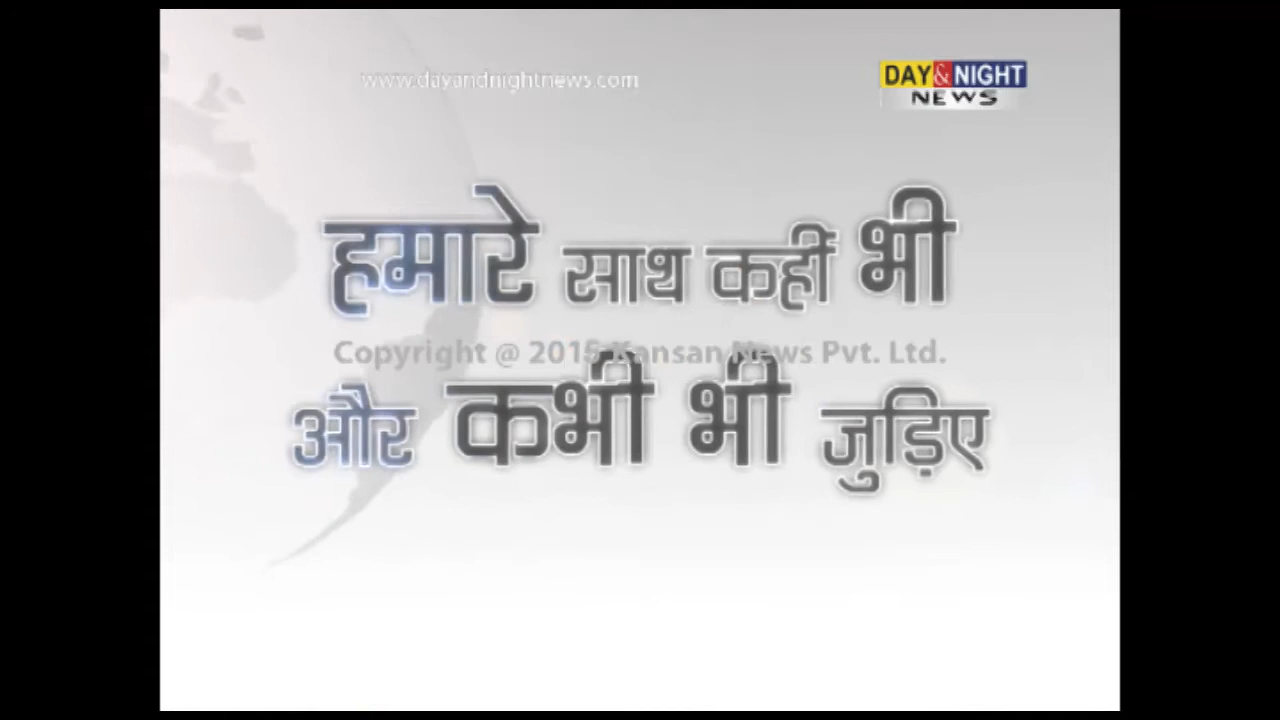 www.dayandnightnews.com
DAY & NIGHT
NEWS
हमारे साथ कहीं भी
Copyright @ 2015 Kansan News Pvt. Ltd.
और कभी भी जुड़िए